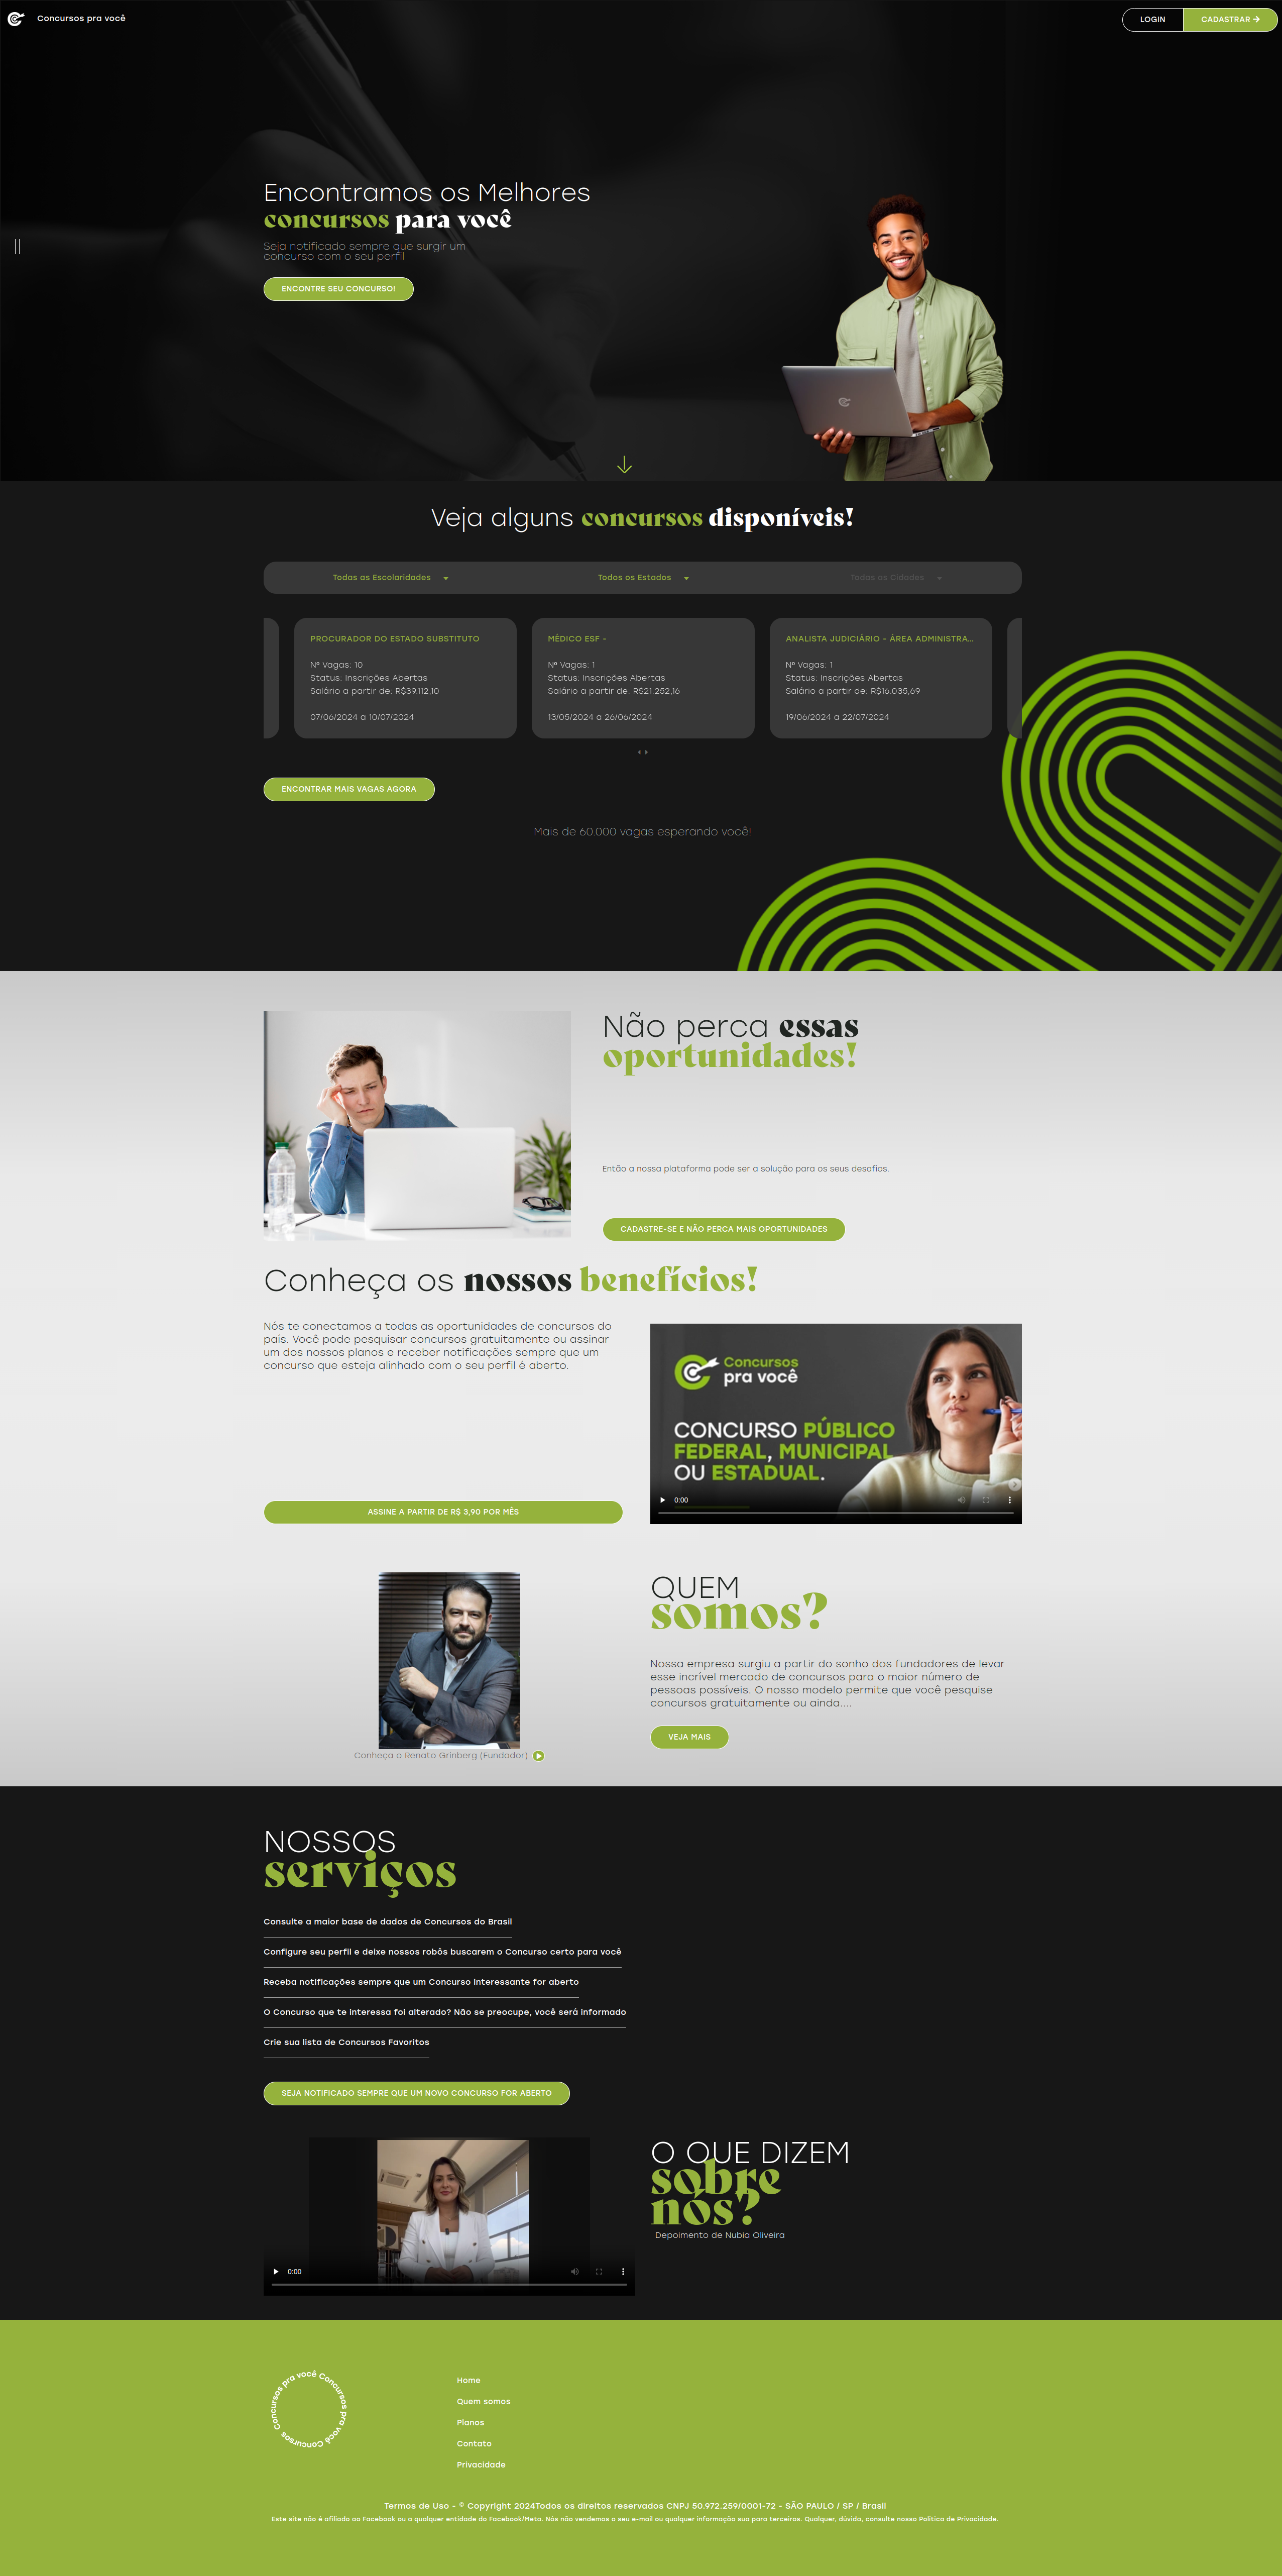 Concursos pra você
LOGIN
CADASTRAR →
Encontramos os Melhores
concursos para você
Seja notificado sempre que surgir um
concurso com o seu perfil
ENCONTRE SEU CONCURSO!
Veja alguns concursos disponíveis!
Todas as Escolaridades
Todos os Estados
Todas as Cidades
PROCURADOR DO ESTADO SUBSTITUTO
Nº Vagas: 10
Status: Inscrições Abertas
Salário a partir de: R$39.112,10
07/06/2024 a 10/07/2024
MÉDICO ESF -
Nº Vagas: 1
Status: Inscrições Abertas
Salário a partir de: R$21.252,16
13/05/2024 a 26/06/2024
ANALISTA JUDICIÁRIO - ÁREA ADMINISTRA...
Nº Vagas: 1
Status: Inscrições Abertas
Salário a partir de: R$16.035,69
19/06/2024 a 22/07/2024
ENCONTRAR MAIS VAGAS AGORA
Mais de 60.000 vagas esperando você!
Não perca essas
oportunidades!
Então a nossa plataforma pode ser a solução para os seus desafios.
CADASTRE-SE E NÃO PERCA MAIS OPORTUNIDADES
Conheça os nossos benefícios!
Nós te conectamos a todas as oportunidades de concursos do
país. Você pode pesquisar concursos gratuitamente ou assinar
um dos nossos planos e receber notificações sempre que um
concurso que esteja alinhado com o seu perfil é aberto.
ASSINE A PARTIR DE R$ 3,90 POR MÊS
Concursos
pra você
CONCURSO PÚBLICO
FEDERAL, MUNICIPAL
OU ESTADUAL.
0:00
Conheça o Renato Grinberg (Fundador)
QUEM
somos?
Nossa empresa surgiu a partir do sonho dos fundadores de levar
esse incrível mercado de concursos para o maior número de
pessoas possíveis. O nosso modelo permite que você pesquise
concursos gratuitamente ou ainda....
VEJA MAIS
NOSSOS
serviços
Consulte a maior base de dados de Concursos do Brasil
Configure seu perfil e deixe nossos robôs buscarem o Concurso certo para você
Receba notificações sempre que um Concurso interessante for aberto
O Concurso que te interessa foi alterado? Não se preocupe, você será informado
Crie sua lista de Concursos Favoritos
SEJA NOTIFICADO SEMPRE QUE UM NOVO CONCURSO FOR ABERTO
0:00
O QUE DIZEM
sobre
nós?
Depoimento de Nubia Oliveira
Concursos pra você Concursos pra você Concursos
Home
Quem somos
Planos
Contato
Privacidade
Termos de Uso - © Copyright 2024Todos os direitos reservados CNPJ 50.972.259/0001-72 - SÃO PAULO / SP / Brasil
Este site não é afiliado ao Facebook ou a qualquer entidade do Facebook/Meta. Nós não vendemos o seu e-mail ou qualquer informação sua para terceiros. Qualquer, dúvida, consulte nosso Política de Privacidade.